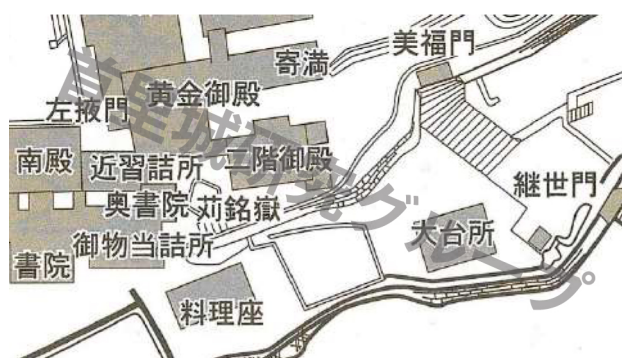 美福門
寄満
黄金御殿
左掖門
南殿
近習詰所
二階御殿
継世門
奥書院
苅銘嶽
大台所
御物当詰所
書院
料理座
首里城研究グループ